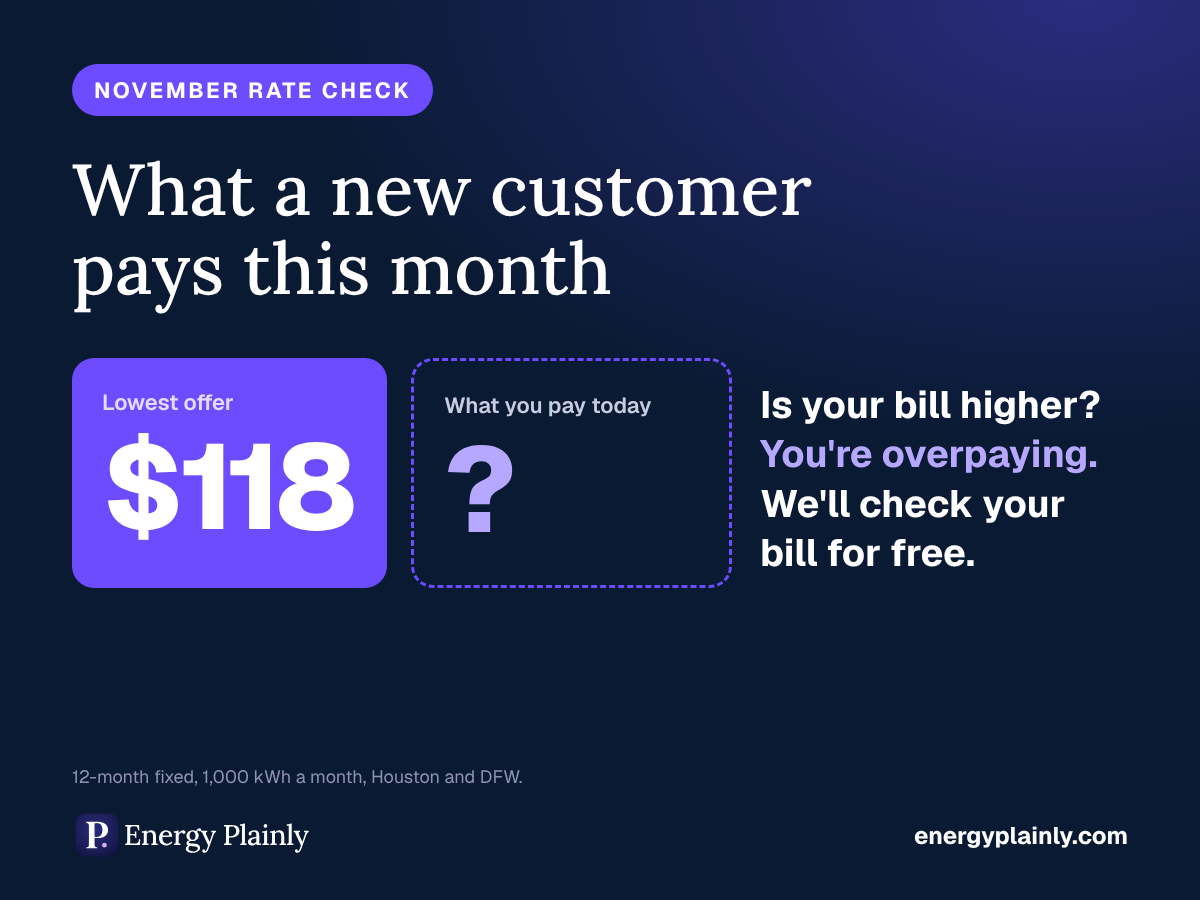 NOVEMBER RATE CHECK
What a new customer
pays this month
Lowest offer
$118
What you pay today
?
Is your bill higher?
You're overpaying.
We'll check your
bill for free.
12-month fixed, 1,000 kWh a month, Houston and DFW.
P. Energy Plainly
energyplainly.com